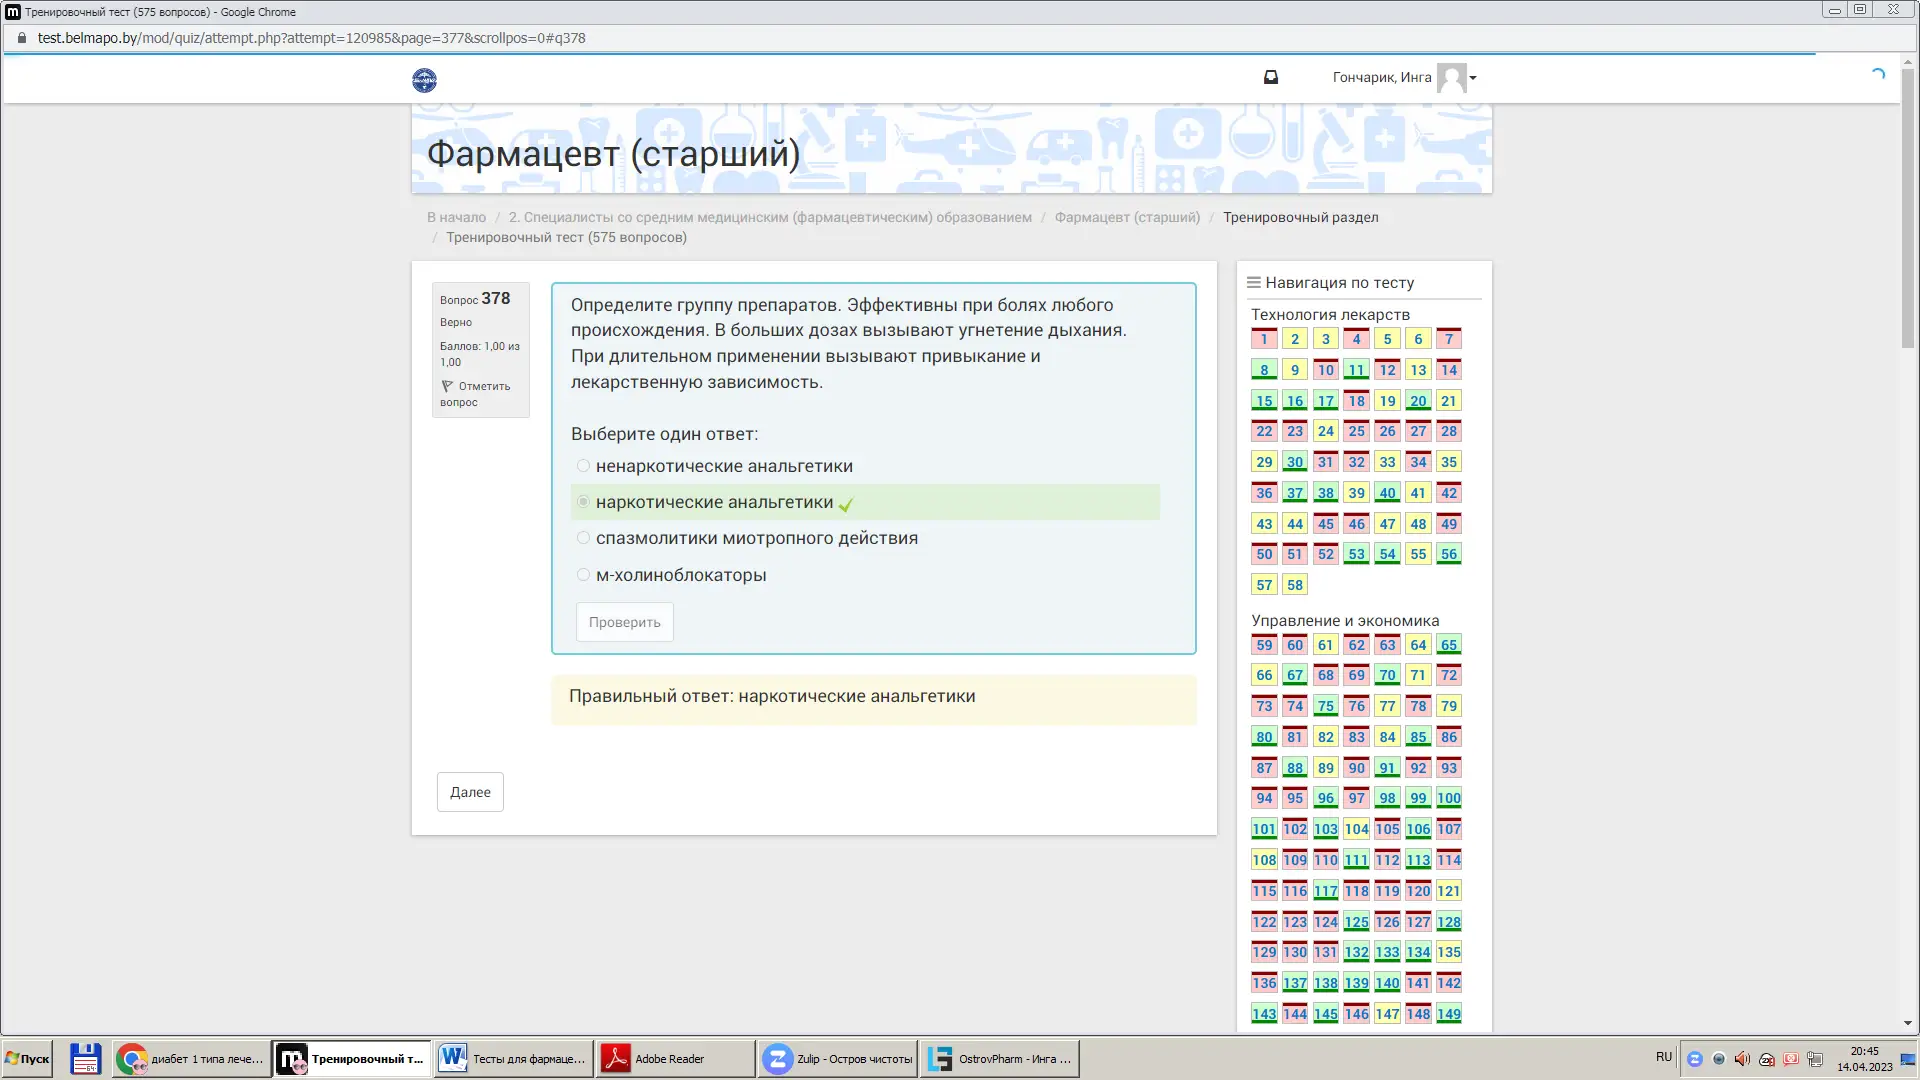 Тренировочный тест (575 вопросов) - Google Chrome
test.belmapo.by/mod/quiz/attempt.php?attempt=120985&page=377&scrollpos=0#q378
Гончарик, Инга
Фармацевт (старший)
В начало / 2. Специалисты со средним медицинским (фармацевтическим) образованием / Фармацевт (старший) / Тренировочный раздел
/ Тренировочный тест (575 вопросов)
Вопрос 378
Верно
Баллов: 1,00 из
1,00
Отметить
вопрос
Определите группу препаратов. Эффективны при болях любого
происхождения. В больших дозах вызывают угнетение дыхания.
При длительном применении вызывают привыкание и
лекарственную зависимость.
Выберите один ответ:
ненаркотические анальгетики
наркотические анальгетики
спазмолитики миотропного действия
м-холиноблокаторы
Проверить
Правильный ответ: наркотические анальгетики
Далее
Навигация по тесту
Технология лекарств
1 2 3 4 5 6 7
8 9 10 11 12 13 14
15 16 17 18 19 20 21
22 23 24 25 26 27 28
29 30 31 32 33 34 35
36 37 38 39 40 41 42
43 44 45 46 47 48 49
50 51 52 53 54 55 56
57 58
Управление и экономика
59 60 61 62 63 64 65
66 67 68 69 70 71 72
73 74 75 76 77 78 79
80 81 82 83 84 85 86
87 88 89 90 91 92 93
94 95 96 97 98 99 100
101 102 103 104 105 106 107
108 109 110 111 112 113 114
115 116 117 118 119 120 121
122 123 124 125 126 127 128
129 130 131 132 133 134 135
136 137 138 139 140 141 142
143 144 145 146 147 148 149
Пуск
диабет 1 типа лече...
Тренировочный т...
Тесты для фармаце...
Adobe Reader
Zulip - Остров чистоты
OstrovPharm - Инга ...
RU
20:45
14.04.2023